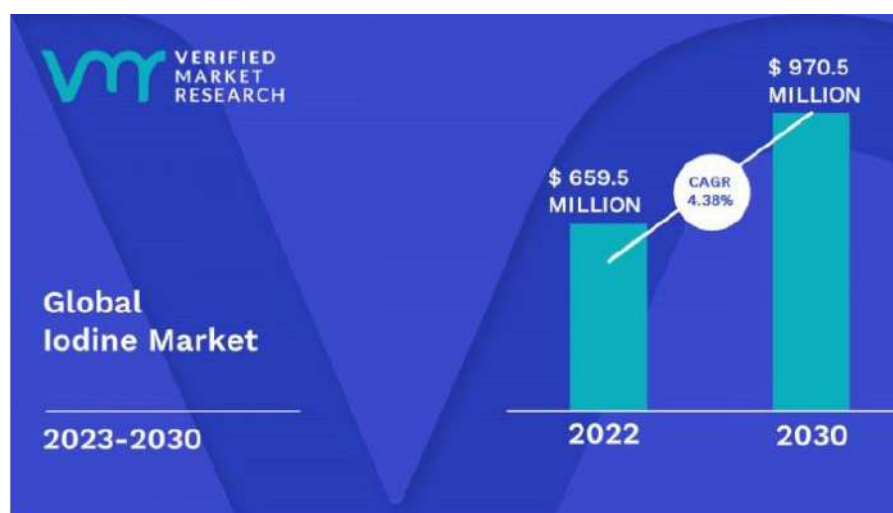 VMR
VERIFIED
MARKET
RESEARCH
Global
Iodine Market
2023-2030
$ 659.5
MILLION
CAGR
4.38%
$ 970.5
MILLION
2022
2030